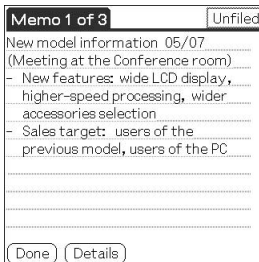 Memo 1 of 3
Unfiled
New model information 05/07
(Meeting at the Conference room)
- New features: wide LCD display,
higher-speed processing, wider
accessories selection
- Sales target: users of the
previous model, users of the PC
Done
Details